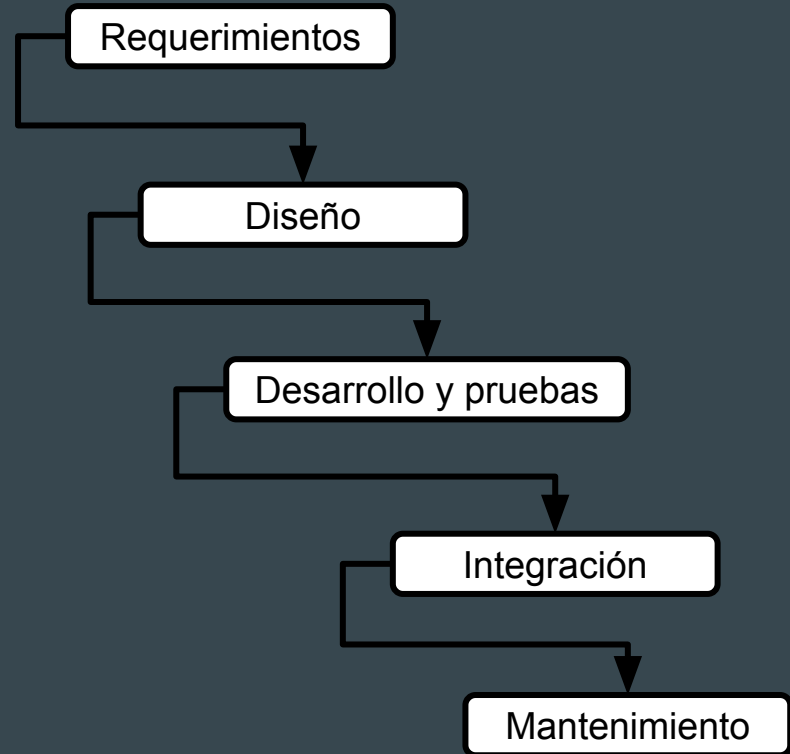 Requerimientos
Diseño
Desarrollo y pruebas
Integración
Mantenimiento